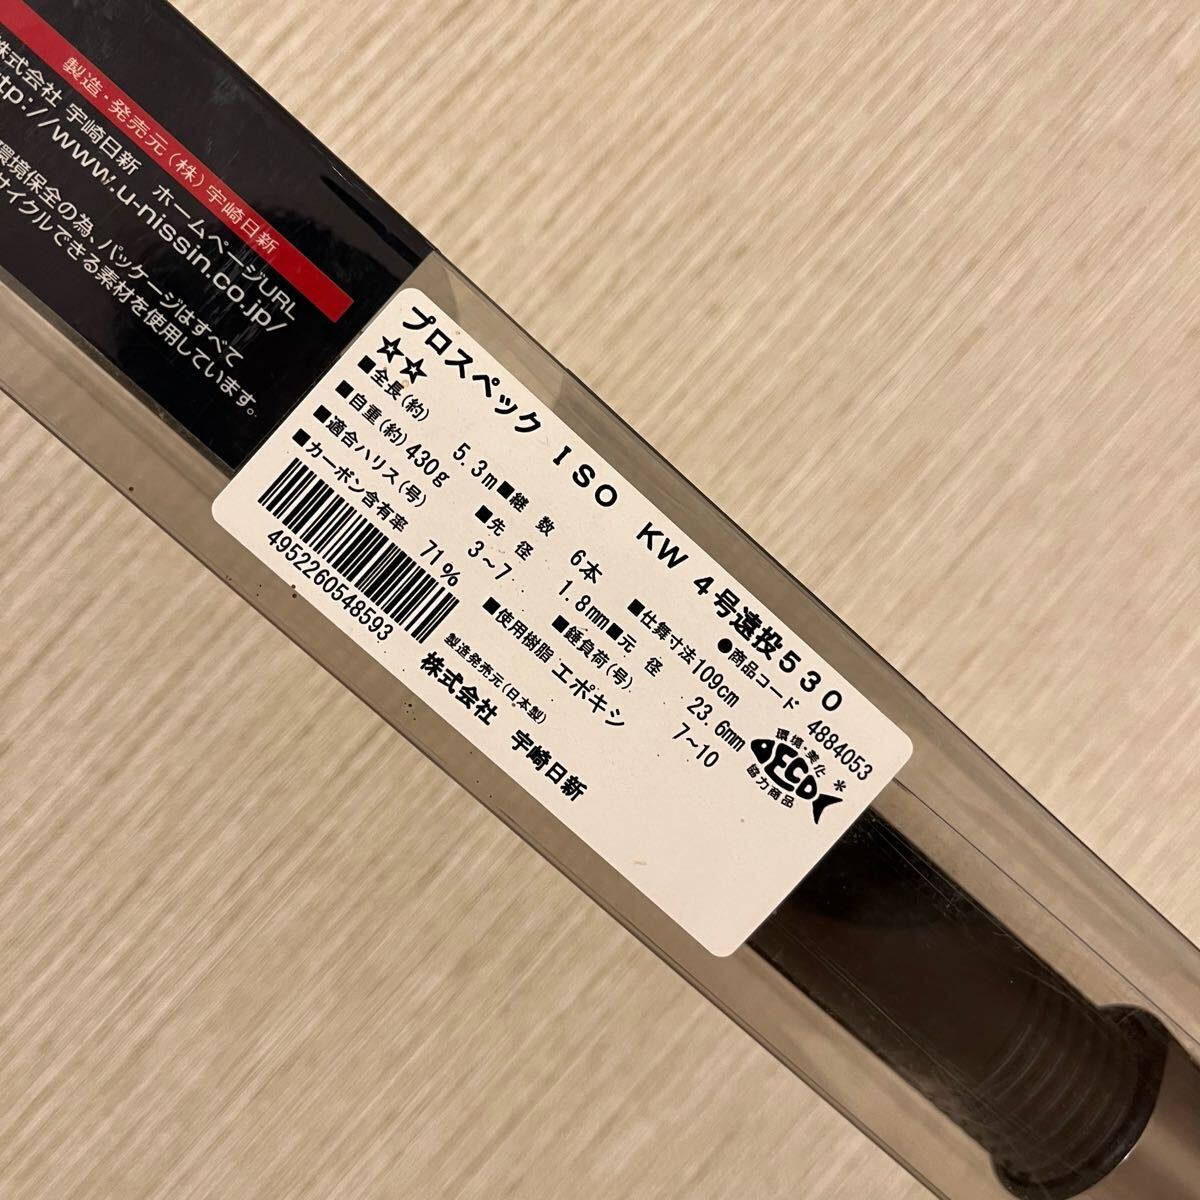 製造・発売元(株)宇崎日新
株式会社 宇崎日新 ホームページURL
ttp://www.u-nissin.co.jp/
環境保全の為、パッケージはすべて
サイクルできる素材を使用しています。
プロスペック ISO KW 4号遠投530
☆☆ ●商品コード 4884053
■全長(約) 5.3m ■継数 6本 ■仕舞寸法 109cm
■自重(約) 430g ■先径 1.8mm ■元径 23.6mm
■適合ハリス(号) 3~7 ■錘負荷(号) 7~10
■カーボン含有率 71% ■使用樹脂 エポキシ
4952260548593
製造発売元(日本製)
株式会社 宇崎日新
環境・美化 *
ECO
協力商品